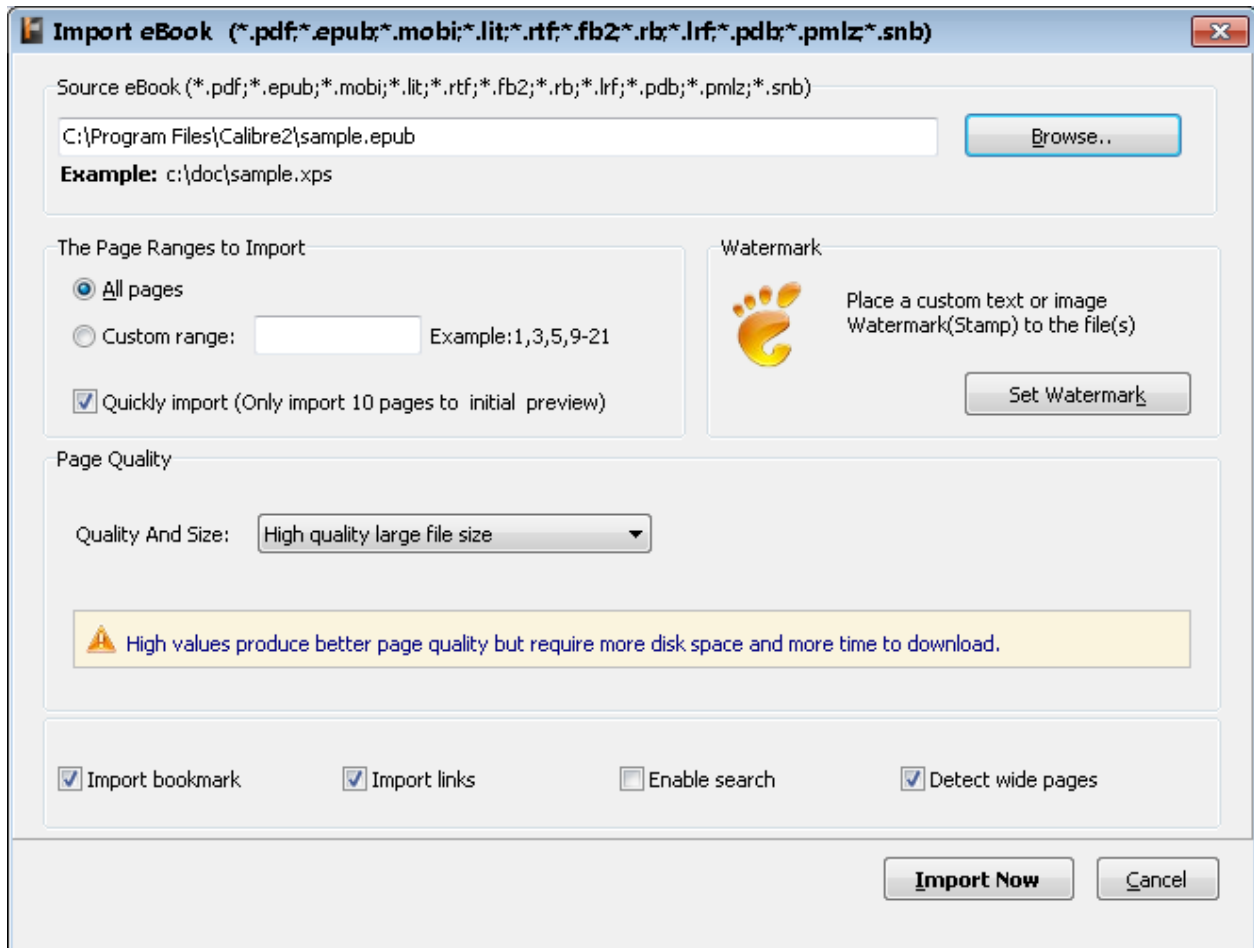 Import eBook (*.pdf;*.epub;*.mobi;*.lit;*.rtf;*.fb2;*.rb;*.lrf;*.pdb;*.pmlz;*.snb)
Source eBook (*.pdf;*.epub;*.mobi;*.lit;*.rtf;*.fb2;*.rb;*.lrf;*.pdb;*.pmlz;*.snb)
C:\Program Files\Calibre2\sample.epub
Browse..
Example: c:\doc\sample.xps
The Page Ranges to Import
All pages
Custom range:
Example:1,3,5,9-21
Quickly import (Only import 10 pages to initial preview)
Watermark
Place a custom text or image
Watermark(Stamp) to the file(s)
Set Watermark
Page Quality
Quality And Size:
High quality large file size
High values produce better page quality but require more disk space and more time to download.
Import bookmark
Import links
Enable search
Detect wide pages
Import Now
Cancel